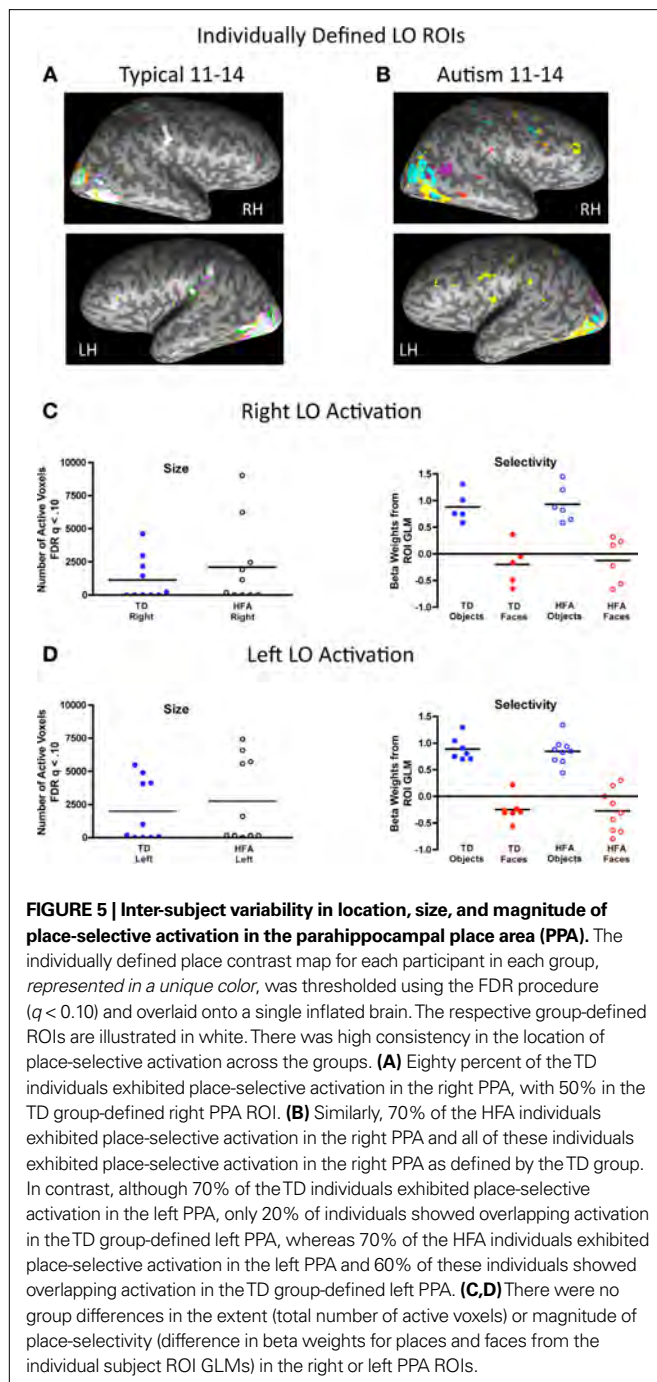 Individually Defined LO ROIs
A
Typical 11-14
B
Autism 11-14
RH
RH
LH
LH
C
Right LO Activation
Size
Number of Active Voxels
FDR q < .10
10000
7500
5000
2500
0
TD
Right
HFA
Right
Selectivity
Beta Weights from
ROI GLM
1.5
1.0
0.5
0.0
-0.5
-1.0
TD
Objects
TD
Faces
HFA
Objects
HFA
Faces
D
Left LO Activation
Size
Number of Active Voxels
FDR q < .10
10000
7500
5000
2500
0
TD
Left
HFA
Left
Selectivity
Beta Weights from
ROI GLM
1.5
1.0
0.5
0.0
-0.5
-1.0
TD
Objects
TD
Faces
HFA
Objects
HFA
Faces
FIGURE 5 | Inter-subject variability in location, size, and magnitude of
place-selective activation in the parahippocampal place area (PPA). The
individually defined place contrast map for each participant in each group,
represented in a unique color, was thresholded using the FDR procedure
(q < 0.10) and overlaid onto a single inflated brain. The respective group-defined
ROIs are illustrated in white. There was high consistency in the location of
place-selective activation across the groups. (A) Eighty percent of the TD
individuals exhibited place-selective activation in the right PPA, with 50% in the
TD group-defined right PPA ROI. (B) Similarly, 70% of the HFA individuals
exhibited place-selective activation in the right PPA and all of these individuals
exhibited place-selective activation in the right PPA as defined by the TD group.
In contrast, although 70% of the TD individuals exhibited place-selective
activation in the left PPA, only 20% of individuals showed overlapping activation
in the TD group-defined left PPA, whereas 70% of the HFA individuals exhibited
place-selective activation in the left PPA and 60% of these individuals showed
overlapping activation in the TD group-defined left PPA. (C,D) There were no
group differences in the extent (total number of active voxels) or magnitude of
place-selectivity (difference in beta weights for places and faces from the
individual subject ROI GLMs) in the right or left PPA ROIs.